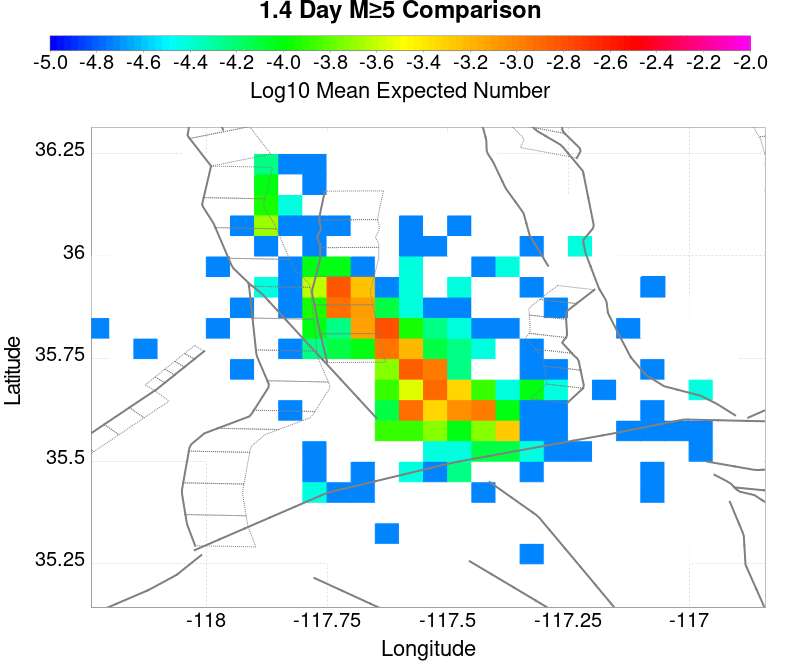 1.4 Day M≥5 Comparison
-5.0 -4.8 -4.6 -4.4 -4.2 -4.0 -3.8 -3.6 -3.4 -3.2 -3.0 -2.8 -2.6 -2.4 -2.2 -2.0
Log10 Mean Expected Number
36.25
36
35.75
35.5
35.25
Latitude
-118 -117.75 -117.5 -117.25 -117
Longitude